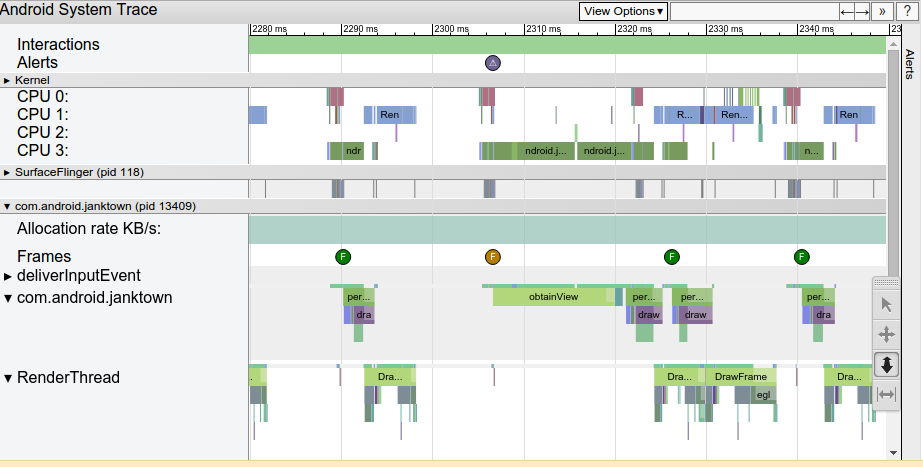 Android System Trace
View Options▾ ←→ » ?
2280 ms 2290 ms 2300 ms 2310 ms 2320 ms 2330 ms 2340 ms 23
Interactions
Alerts
Alerts
▸ Kernel
CPU 0:
CPU 1: Ren R... Ren... Ren
CPU 2:
CPU 3: ndr ndroid.j... ndroid.j... n...
▸ SurfaceFlinger (pid 118)
▾ com.android.janktown (pid 13409)
Allocation rate KB/s:
Frames F F F F
▸ deliverInputEvent
▾ com.android.janktown per... obtainView per... per... per...
dra draw draw dra
▾ RenderThread . Dra... Dra... DrawFrame Dra...
egl